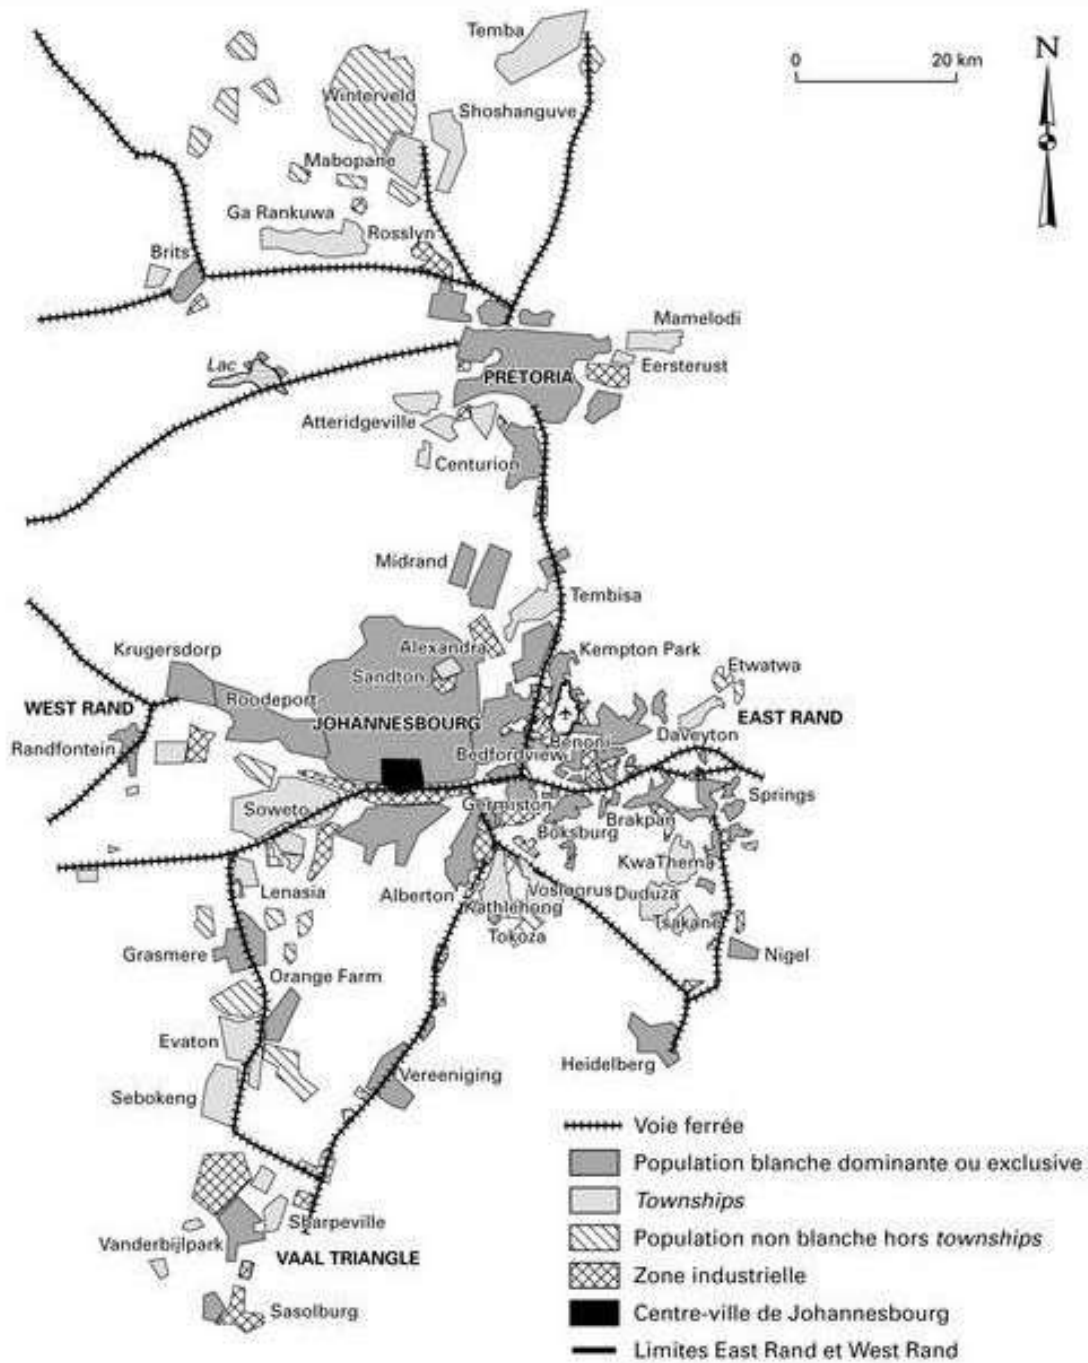 Temba
0
20 km
N
Winterveld
Shoshanguve
Mabopane
Ga Rankuwa
Rosslyn
Brits
Mamelodi
Lac
Eersterust
PRETORIA
Atteridgeville
Centurion
Midrand
Tembisa
Alexandra
Kempton Park
Krugersdorp
Etwatwa
Sandton
Roodeport
WEST RAND
JOHANNESBOURG
EAST RAND
Randfontein
Daveyton
Benoni
Bedfordview
Springs
Soweto
Germiston
Brakpan
Boksburg
KwaThema
Lenasia
Alberton
Vosloorus
Duduza
Kathlehong
Tsakane
Tokoza
Grasmere
Nigel
Orange Farm
Evaton
Heidelberg
Vereeniging
Sebokeng
Sharpeville
Vanderbijlpark
VAAL TRIANGLE
Sasolburg
Voie ferrée
Population blanche dominante ou exclusive
Townships
Population non blanche hors townships
Zone industrielle
Centre-ville de Johannesbourg
Limites East Rand et West Rand